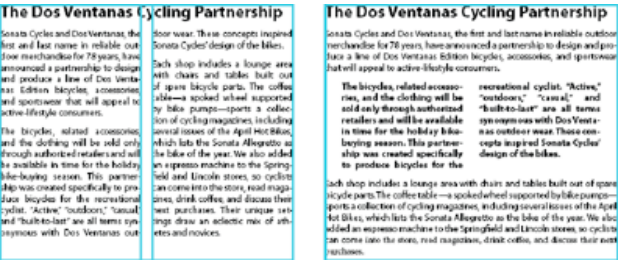 The Dos Ventanas Cycling Partnership
Sonata Cycles and Dos Ventanas, the
first and last name in reliable out-
door merchandise for 78 years, have
announced a partnership to design
and produce a line of Dos Venta-
nas Edition bicycles, accessories,
and sportswear that will appeal to
active-lifestyle consumers.
The bicycles, related accessories,
and the clothing will be sold only
through authorized retailers and will
be available in time for the holiday
bike-buying season. This partner-
ship was created specifically to pro-
duce bicycles for the recreational
cyclist. "Active," "outdoors," "casual,"
and "built-to-last" are all terms syn-
onymous with Dos Ventanas out-
door wear. These concepts inspired
Sonata Cycles' design of the bikes.
Each shop includes a lounge area
with chairs and tables built out
of spare bicycle parts. The coffee
table—a spoked wheel supported
by bike pumps—sports a collec-
tion of cycling magazines, including
several issues of the April Hot Bikes,
which lists the Sonata Allegretto as
the bike of the year. We also added
an espresso machine to the Spring-
field and Lincoln stores, so cyclists
can come into the store, read maga-
zines, drink coffee, and discuss their
next purchases. Their unique set-
tings draw an eclectic mix of ath-
letes and novices.
The Dos Ventanas Cycling Partnership
Sonata Cycles and Dos Ventanas, the first and last name in reliable outdoor
merchandise for 78 years, have announced a partnership to design and pro-
duce a line of Dos Ventanas Edition bicycles, accessories, and sportswear
that will appeal to active-lifestyle consumers.
The bicycles, related accesso-
ries, and the clothing will be
sold only through authorized
retailers and will be available
in time for the holiday bike-
buying season. This partner-
ship was created specifically
to produce bicycles for the
recreational cyclist. "Active,"
"outdoors," "casual," and
"built-to-last" are all terms
synonymous with Dos Venta-
nas outdoor wear. These con-
cepts inspired Sonata Cycles'
design of the bikes.
Each shop includes a lounge area with chairs and tables built out of spare
bicycle parts. The coffee table—a spoked wheel supported by bike pumps—
sports a collection of cycling magazines, including several issues of the April
Hot Bikes, which lists the Sonata Allegretto as the bike of the year. We also
added an espresso machine to the Springfield and Lincoln stores, so cyclists
can come into the store, read magazines, drink coffee, and discuss their next
purchases.